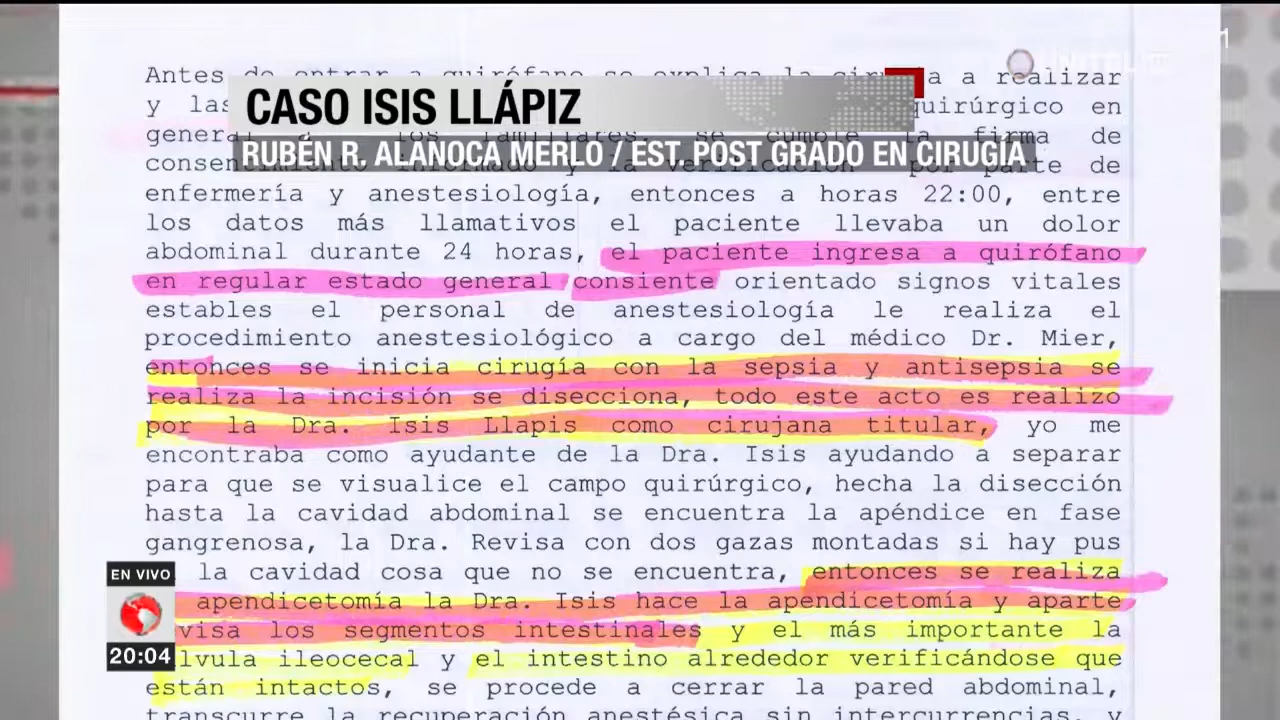 Antes de entrar a quirófano se explica la cirugía a realizar
UNITEL
CASO ISIS LLÁPIZ
y las quirúrgico en
general a los familiares, se cumple la firma de
RUBÉN R. ALANOCA MERLO / EST. POST GRADO EN CIRUGÍA
consentimiento informado y la verificación por parte de
enfermería y anestesiología, entonces a horas 22:00, entre
los datos más llamativos el paciente llevaba un dolor
abdominal durante 24 horas, el paciente ingresa a quirófano
en regular estado general consiente orientado signos vitales
estables el personal de anestesiología le realiza el
procedimiento anestesiológico a cargo del médico Dr. Mier,
entonces se inicia cirugía con la sepsia y antisepsia se
realiza la incisión se disecciona, todo este acto es realizo
por la Dra. Isis Llapis como cirujana titular, yo me
encontraba como ayudante de la Dra. Isis ayudando a separar
para que se visualice el campo quirúrgico, hecha la disección
hasta la cavidad abdominal se encuentra la apéndice en fase
gangrenosa, la Dra. Revisa con dos gazas montadas si hay pus
la cavidad cosa que no se encuentra, entonces se realiza
apendicetomía la Dra. Isis hace la apendicetomía y aparte
visa los segmentos intestinales y el más importante la
lvula ileocecal y el intestino alrededor verificándose que
están intactos, se procede a cerrar la pared abdominal,
transcurre la recuperación anestésica sin intercurrencias, y
EN VIVO
20:04